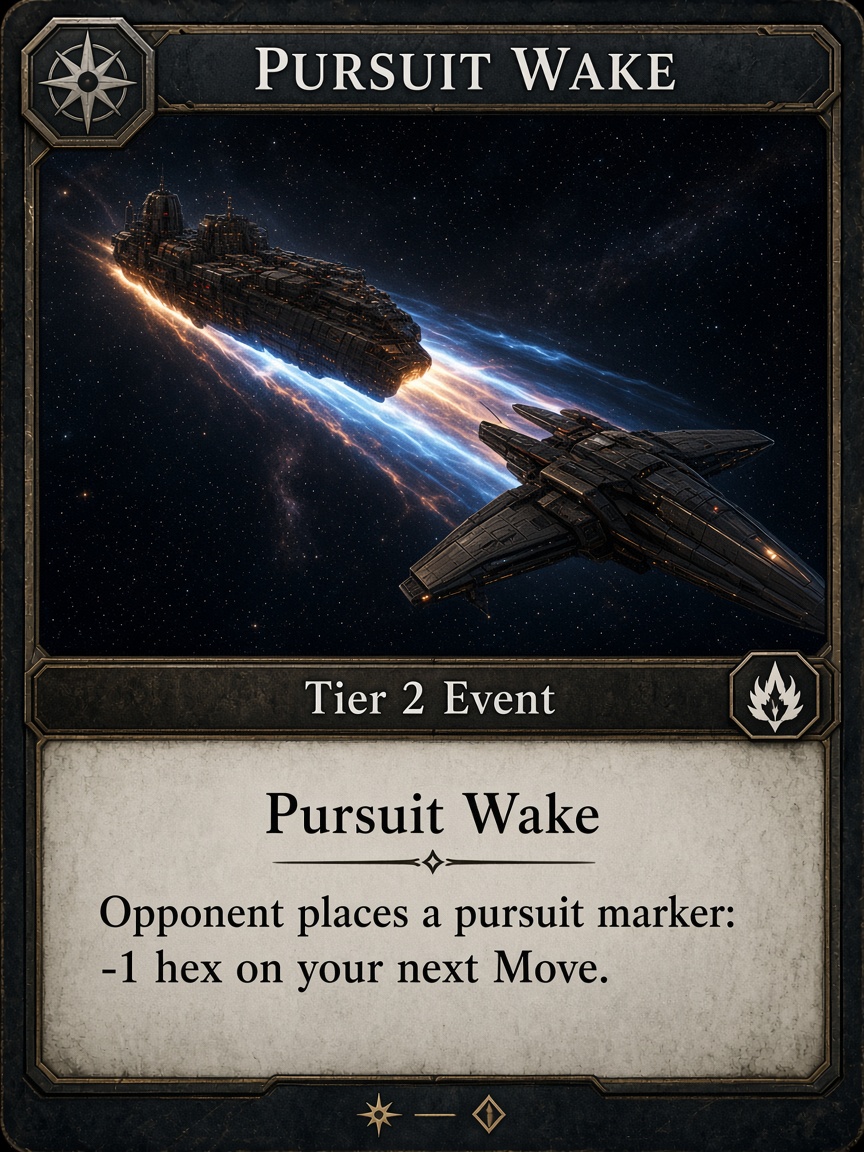 Pursuit Wake
Tier 2 Event
Pursuit Wake
Opponent places a pursuit marker:
-1 hex on your next Move.